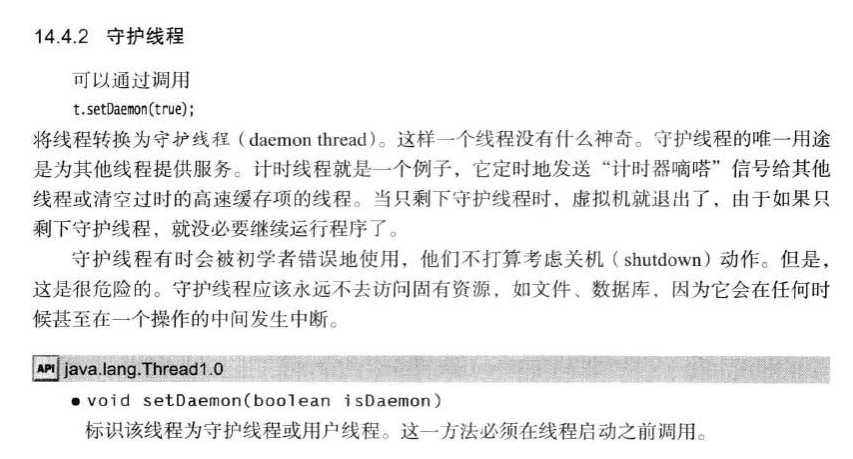 14.4.2 守护线程
可以通过调用
t.setDaemon(true);
将线程转换为守护线程（daemon thread）。这样一个线程没有什么神奇。守护线程的唯一用途
是为其他线程提供服务。计时线程就是一个例子，它定时地发送“计时器嘀嗒”信号给其他
线程或清空过时的高速缓存项的线程。当只剩下守护线程时，虚拟机就退出了，由于如果只
剩下守护线程，就没必要继续运行程序了。
守护线程有时会被初学者错误地使用，他们不打算考虑关机（shutdown）动作。但是，
这是很危险的。守护线程应该永远不去访问固有资源，如文件、数据库，因为它会在任何时
候甚至在一个操作的中间发生中断。
API java.lang.Thread1.0
● void setDaemon(boolean isDaemon)
标识该线程为守护线程或用户线程。这一方法必须在线程启动之前调用。